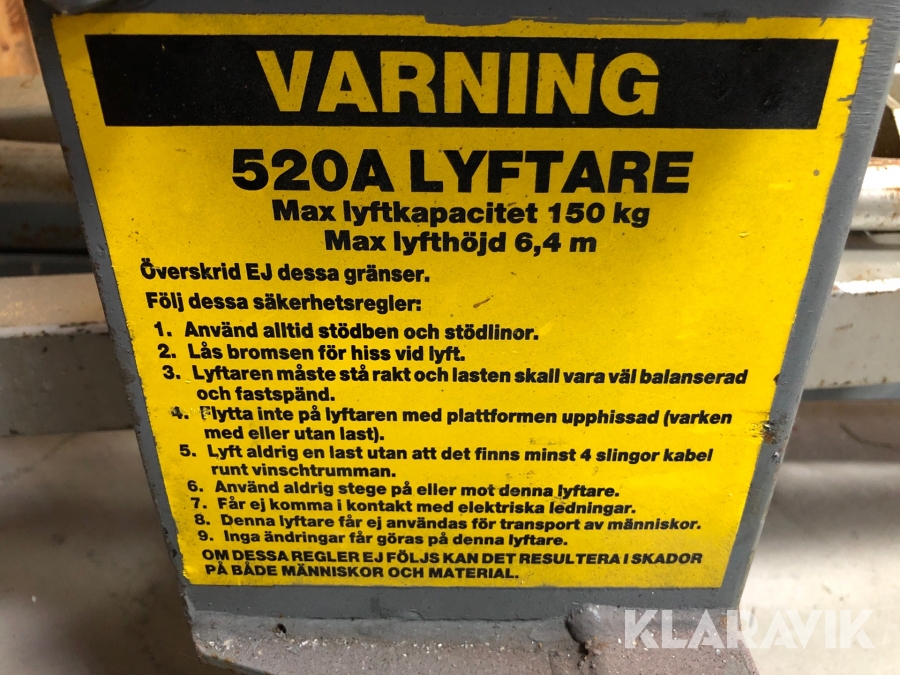 VARNING
520A LYFTARE
Max lyftkapacitet 150 kg
Max lyfthöjd 6,4 m
Överskrid EJ dessa gränser.
Följ dessa säkerhetsregler:
1. Använd alltid stödben och stödlinor.
2. Lås bromsen för hiss vid lyft.
3. Lyftaren måste stå rakt och lasten skall vara väl balanserad
och fastspänd.
4. Flytta inte på lyftaren med plattformen upphissad (varken
med eller utan last).
5. Lyft aldrig en last utan att det finns minst 4 slingor kabel
runt vinschtrumman.
6. Använd aldrig stege på eller mot denna lyftare.
7. Får ej komma i kontakt med elektriska ledningar.
8. Denna lyftare får ej användas för transport av människor.
9. Inga ändringar får göras på denna lyftare.
OM DESSA REGLER EJ FÖLJS KAN DET RESULTERA I SKADOR
PÅ BÅDE MÄNNISKOR OCH MATERIAL.
KLARAVIK